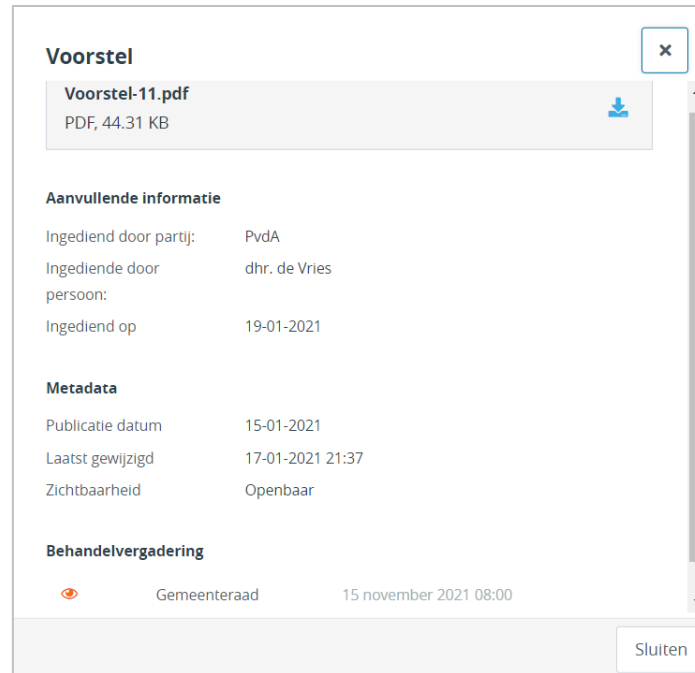 Voorstel
Voorstel-11.pdf
PDF, 44.31 KB
Aanvullende informatie
Ingediend door partij: PvdA
Ingediende door persoon: dhr. de Vries
Ingediend op 19-01-2021
Metadata
Publicatie datum 15-01-2021
Laatst gewijzigd 17-01-2021 21:37
Zichtbaarheid Openbaar
Behandelvergadering
Gemeenteraad 15 november 2021 08:00
Sluiten